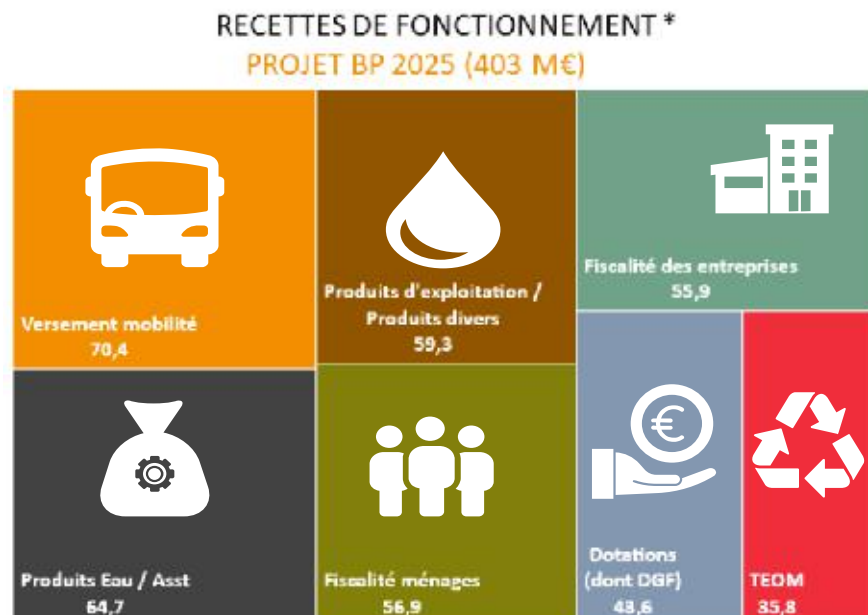 RECETTES DE FONCTIONNEMENT *
PROJET BP 2025 (403 M€)
Versement mobilité
70,4
Produits d'exploitation /
Produits divers
59,3
Fiscalité des entreprises
55,9
Produits Eau / Asst
64,7
Fiscalité ménages
56,9
€
Dotations
(dont DGF)
43,6
TEOM
35,8